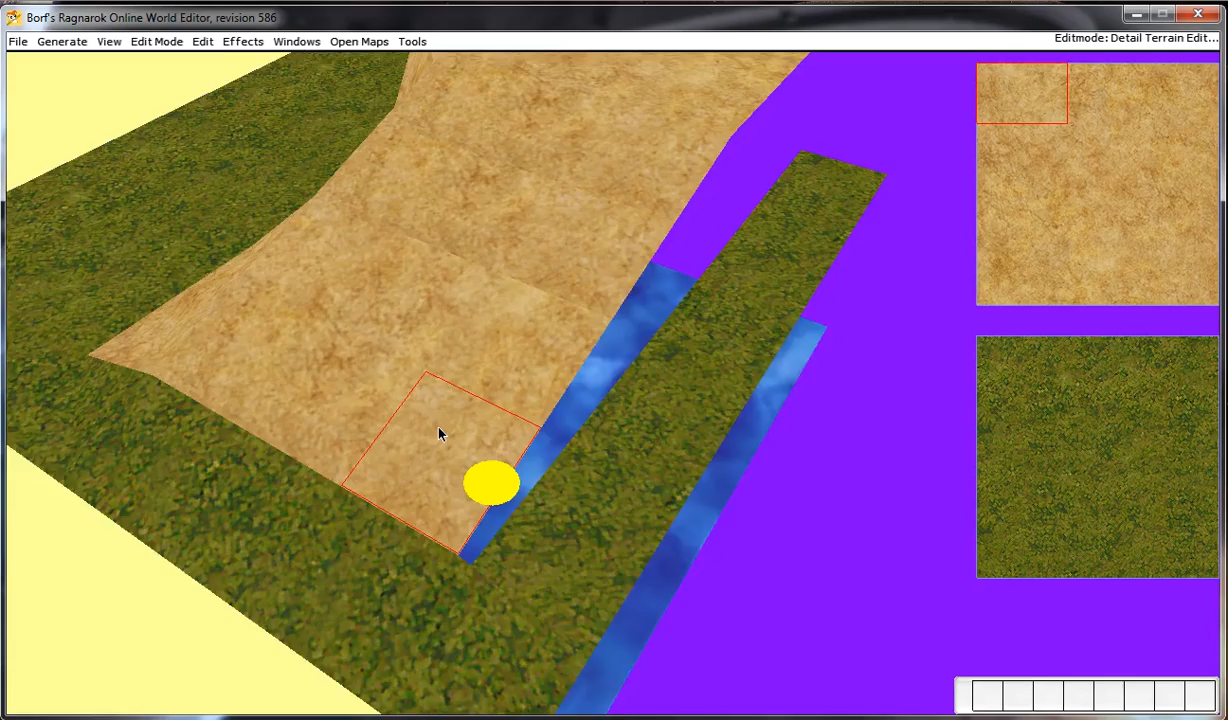 Borf's Ragnarok Online World Editor, revision 586
File Generate View Edit Mode Edit Effects Windows Open Maps Tools
Editmode: Detail Terrain Edit...